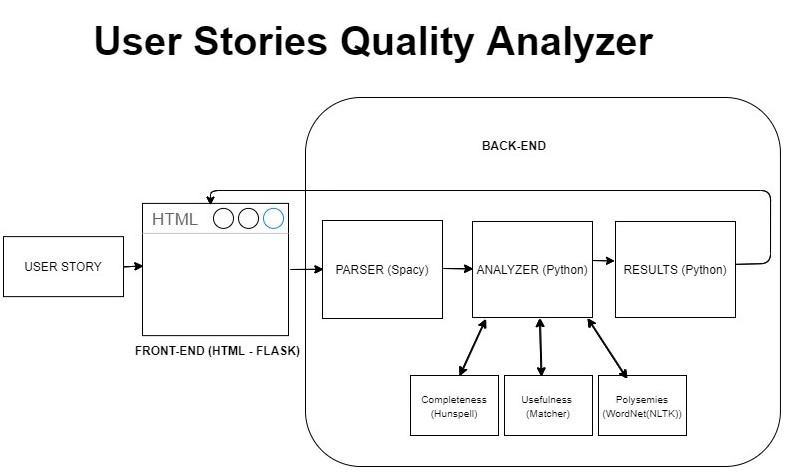 User Stories Quality Analyzer
BACK-END
HTML
USER STORY
PARSER (Spacy)
ANALYZER (Python)
RESULTS (Python)
FRONT-END (HTML - FLASK)
Completeness
(Hunspell)
Usefulness
(Matcher)
Polysemies
(WordNet(NLTK))